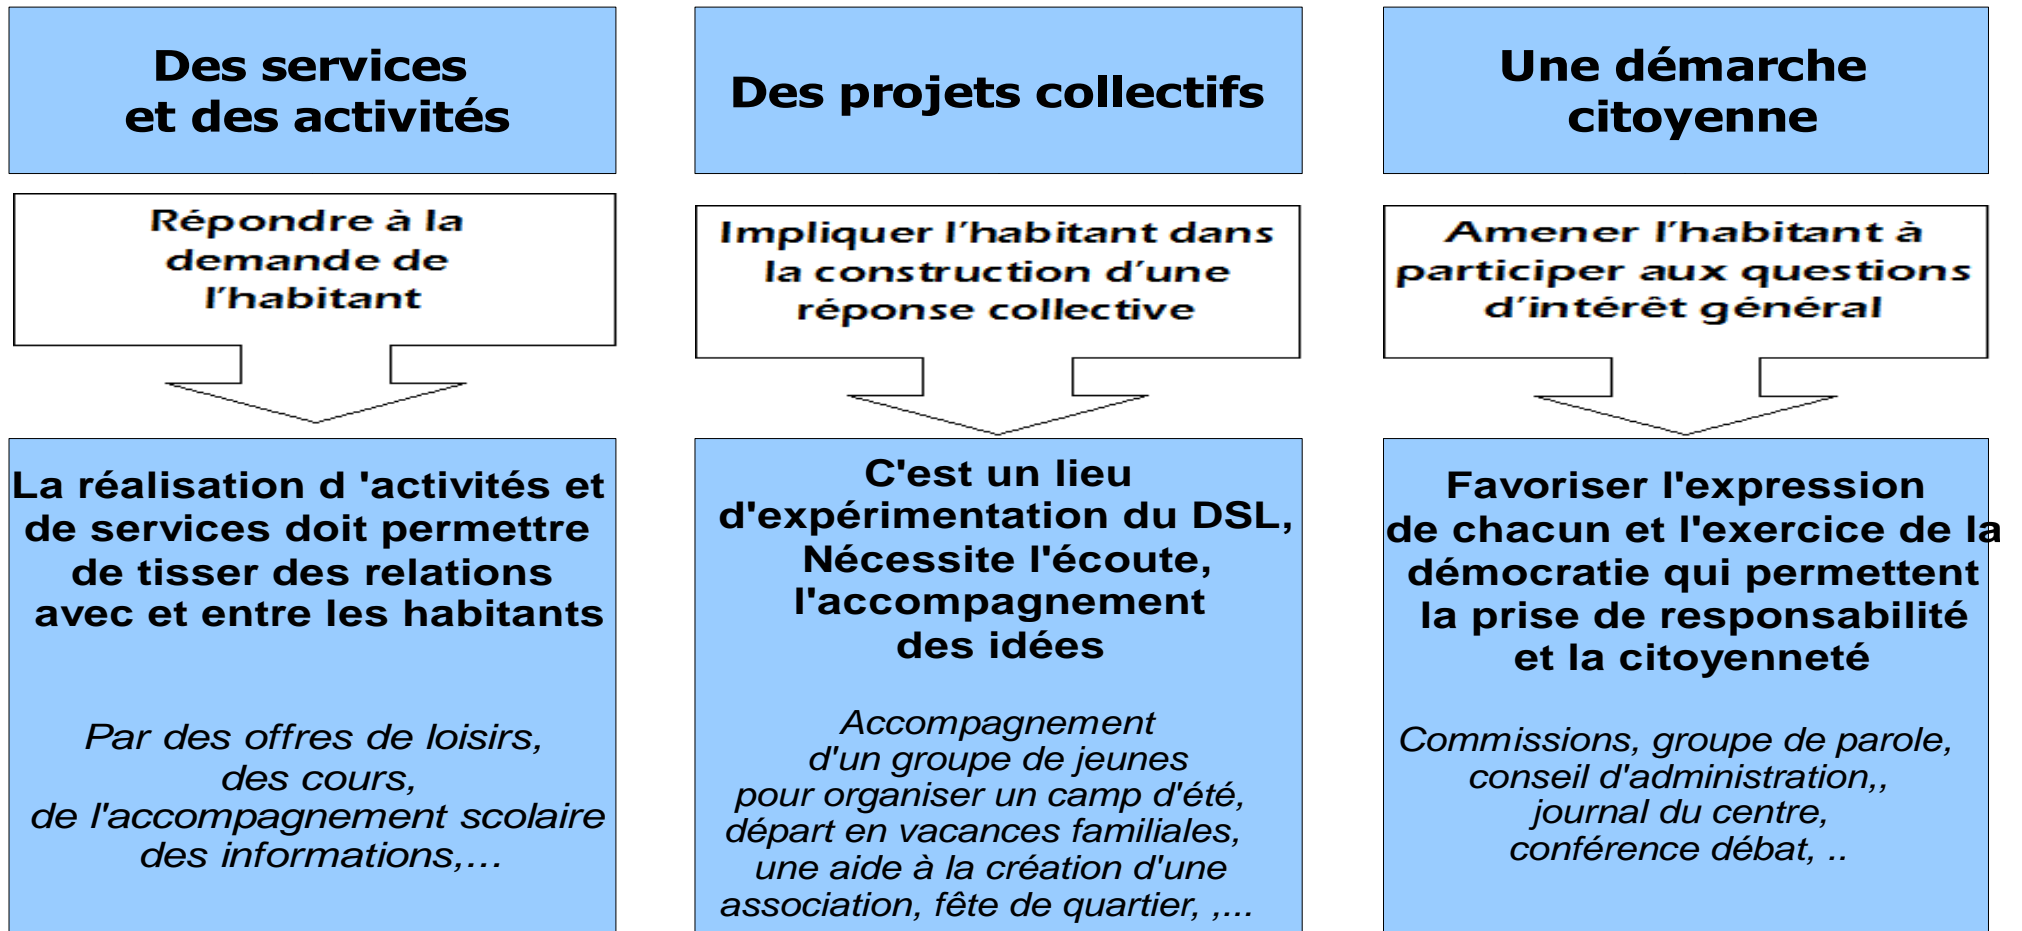 Des services
et des activités
Répondre à la
demande de
l'habitant
La réalisation d 'activités et
de services doit permettre
de tisser des relations
avec et entre les habitants
Par des offres de loisirs,
des cours,
de l'accompagnement scolaire
des informations,...
Des projets collectifs
Impliquer l'habitant dans
la construction d'une
réponse collective
C'est un lieu
d'expérimentation du DSL,
Nécessite l'écoute,
l'accompagnement
des idées
Accompagnement
d'un groupe de jeunes
pour organiser un camp d'été,
départ en vacances familiales,
une aide à la création d'une
association, fête de quartier, ,...
Une démarche
citoyenne
Amener l'habitant à
participer aux questions
d'intérêt général
Favoriser l'expression
de chacun et l'exercice de la
démocratie qui permettent
la prise de responsabilité
et la citoyenneté
Commissions, groupe de parole,
conseil d'administration,,
journal du centre,
conférence débat, ..